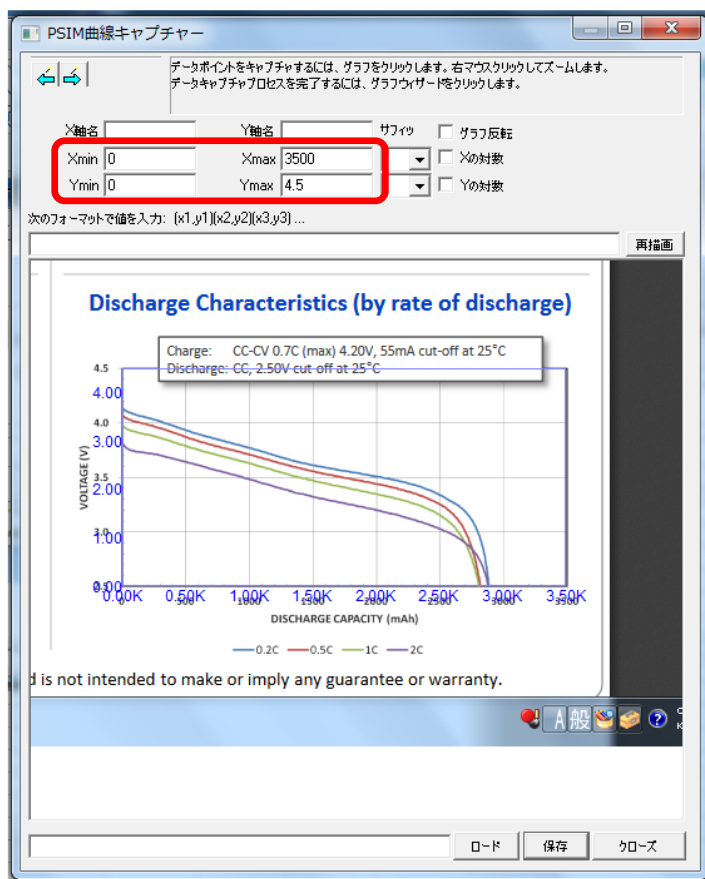 PSIM曲線キャプチャー
データポイントをキャプチャするには、グラフをクリックします。右マウスクリックしてズームします。
データキャプチャプロセスを完了するには、グラフウィザードをクリックします。
X軸名 Y軸名 サフィッ グラフ反転
Xmin 0 Xmax 3500 Xの対数
Ymin 0 Ymax 4.5 Yの対数
次のフォーマットで値を入力: (x1,y1)(x2,y2)(x3,y3) ...
再描画
Discharge Characteristics (by rate of discharge)
Charge: CC-CV 0.7C (max) 4.20V, 55mA cut-off at 25°C
Discharge: CC, 2.50V cut-off at 25°C
4.5
4.00
4.0
3.00
VOLTAGE (V)
3.5
2.00
3.0
1.00
0.00K 0.50K 1.00K 1.50K 2.00K 2.50K 3.00K 3.50K
0 500 1000 1500 2000 2500 3000 3500
DISCHARGE CAPACITY (mAh)
0.2C 0.5C 1C 2C
d is not intended to make or imply any guarantee or warranty.
A 般 ?
ロード 保存 クローズ